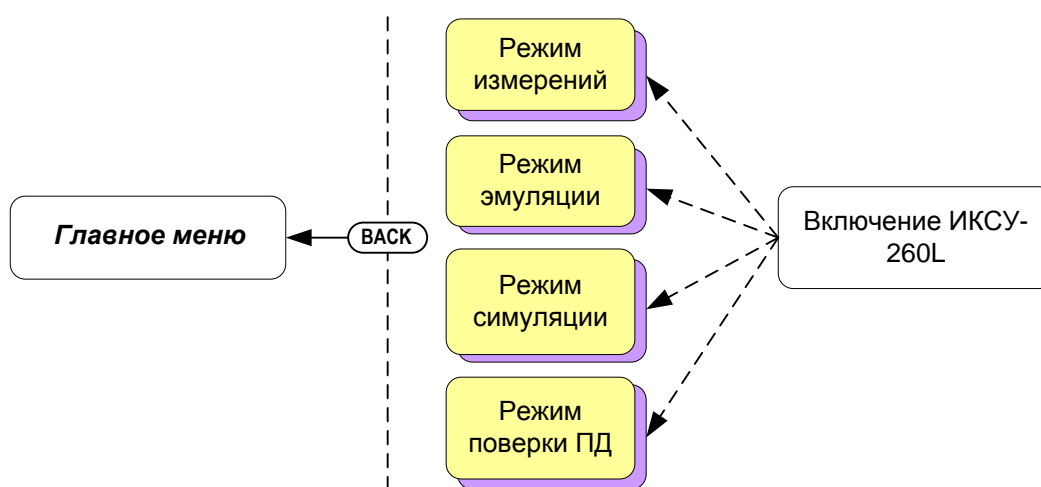 Режим
измерений
Режим
эмуляции
Главное меню
BACK
Включение ИКСУ-
260L
Режим
симуляции
Режим
поверки ПД